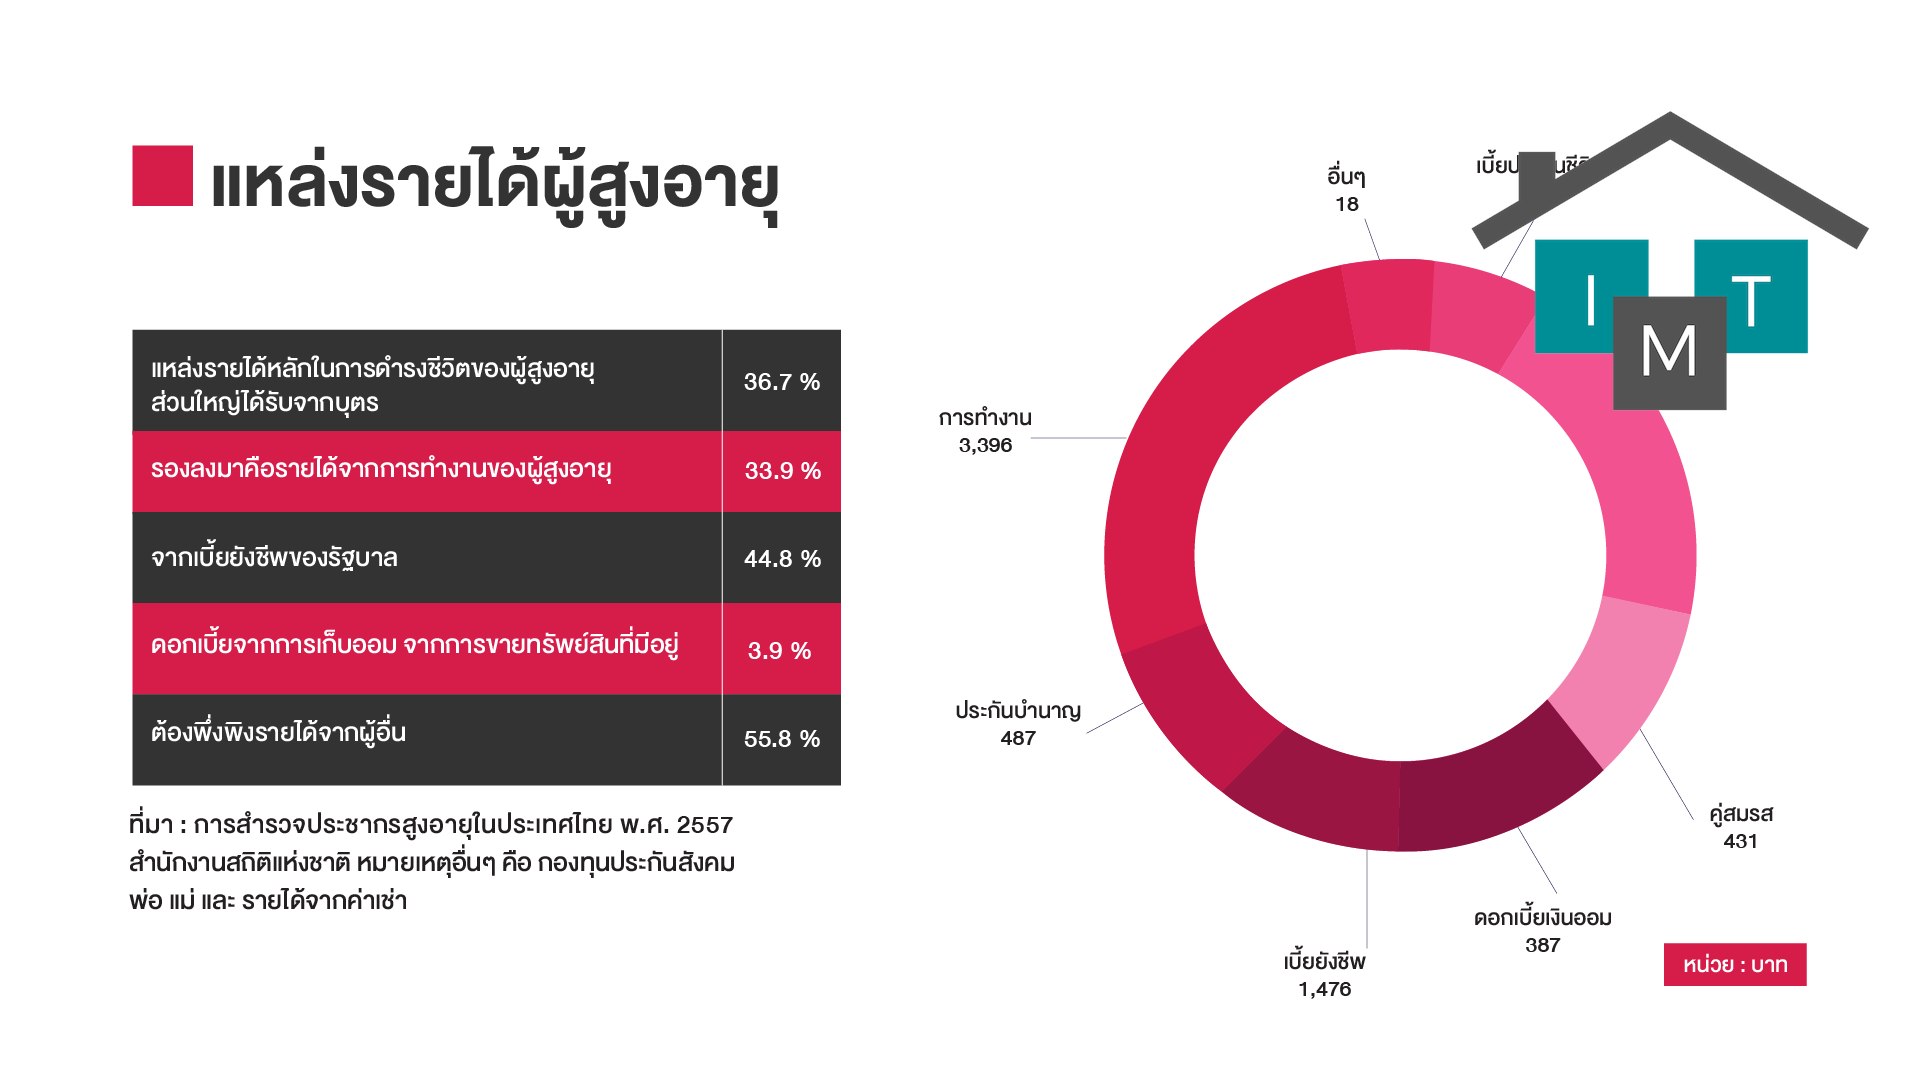 แหล่งรายได้ผู้สูงอายุ
แหล่งรายได้หลักในการดำรงชีวิตของผู้สูงอายุ
ส่วนใหญ่ได้รับจากบุตร
36.7 %
รองลงมาคือรายได้จากการทำงานของผู้สูงอายุ
33.9 %
จากเบี้ยยังชีพของรัฐบาล
44.8 %
ดอกเบี้ยจากการเก็บออม จากการขายทรัพย์สินที่มีอยู่
3.9 %
ต้องพึ่งพิงรายได้จากผู้อื่น
55.8 %
ที่มา : การสำรวจประชากรสูงอายุในประเทศไทย พ.ศ. 2557
สำนักงานสถิติแห่งชาติ หมายเหตุอื่นๆ คือ กองทุนประกันสังคม
พ่อ แม่ และ รายได้จากค่าเช่า
อื่นๆ
18
I M T
การทำงาน
3,396
ประกันบำนาญ
487
คู่สมรส
431
ดอกเบี้ยเงินออม
387
เบี้ยยังชีพ
1,476
หน่วย : บาท